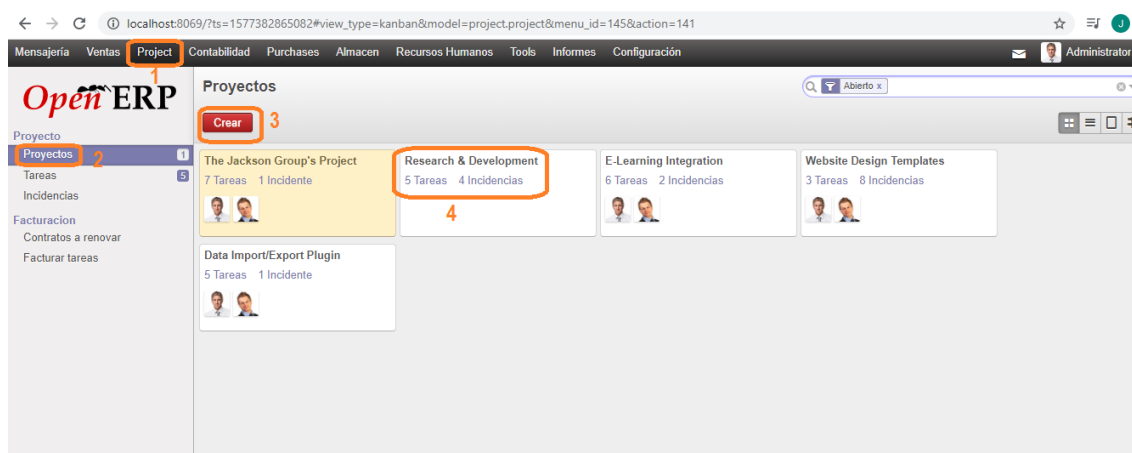 localhost:8069/?ts=1577382865082#view_type=kanban&model=project.project&menu_id=145&action=141
J
Mensajería Ventas Project Contabilidad Purchases Almacen Recursos Humanos Tools Informes Configuración Administrator
1
Open ERP
Proyectos
Abierto x
Crear 3
Proyecto
Proyectos 2 1
Tareas 5
Incidencias
Facturacion
Contratos a renovar
Facturar tareas
The Jackson Group's Project
7 Tareas 1 Incidente
Research & Development
5 Tareas 4 Incidencias
4
E-Learning Integration
6 Tareas 2 Incidencias
Website Design Templates
3 Tareas 8 Incidencias
Data Import/Export Plugin
5 Tareas 1 Incidente